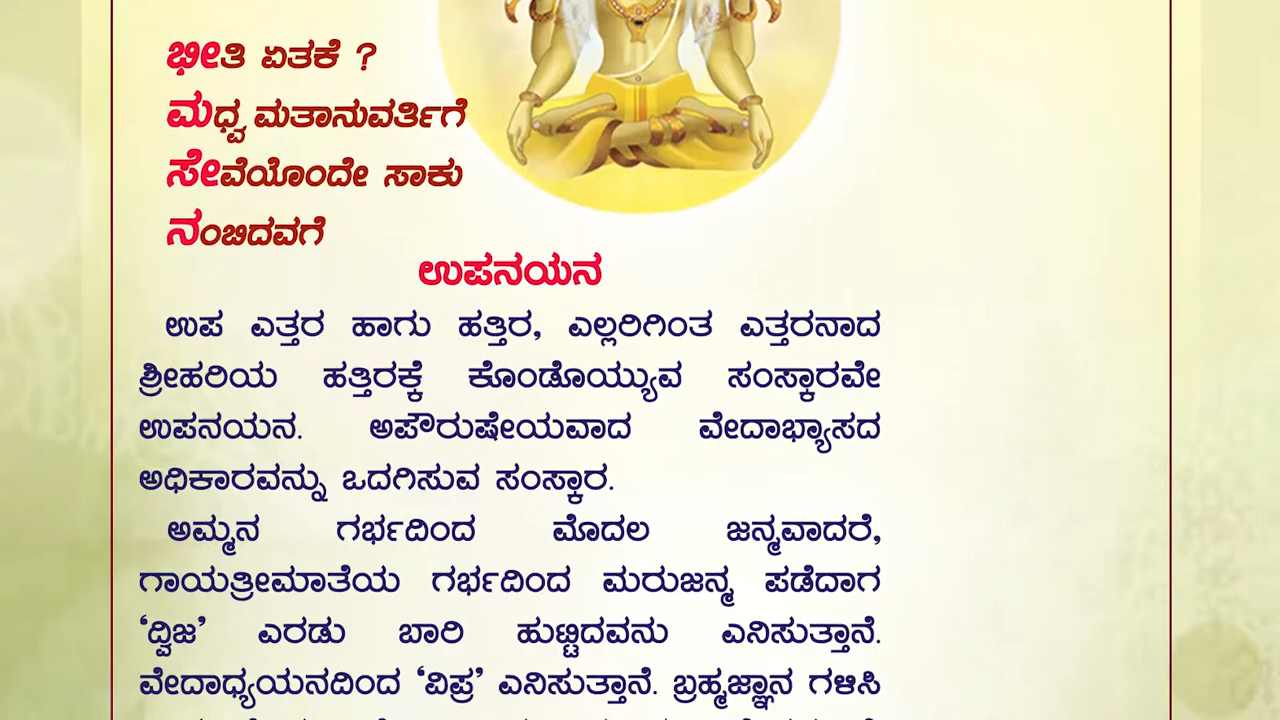 ಭೀತಿ ಏತಕೆ ?
ಮಧ್ವ ಮತಾನುವರ್ತಿಗೆ
ಸೇವೆಯೊಂದೇ ಸಾಕು
ನಂಬಿದವಗೆ
ಉಪನಯನ
ಉಪ ಎತ್ತರ ಹಾಗು ಹತ್ತಿರ, ಎಲ್ಲರಿಗಿಂತ ಎತ್ತರನಾದ
ಶ್ರೀಹರಿಯ ಹತ್ತಿರಕ್ಕೆ ಕೊಂಡೊಯ್ಯುವ ಸಂಸ್ಕಾರವೇ
ಉಪನಯನ. ಅಪೌರುಷೇಯವಾದ ವೇದಾಭ್ಯಾಸದ
ಅಧಿಕಾರವನ್ನು ಒದಗಿಸುವ ಸಂಸ್ಕಾರ.
ಅಮ್ಮನ ಗರ್ಭದಿಂದ ಮೊದಲ ಜನ್ಮವಾದರೆ,
ಗಾಯತ್ರೀಮಾತೆಯ ಗರ್ಭದಿಂದ ಮರುಜನ್ಮ ಪಡೆದಾಗ
‘ದ್ವಿಜ’ ಎರಡು ಬಾರಿ ಹುಟ್ಟಿದವನು ಎನಿಸುತ್ತಾನೆ.
ವೇದಾಧ್ಯಯನದಿಂದ ‘ವಿಪ್ರ’ ಎನಿಸುತ್ತಾನೆ. ಬ್ರಹ್ಮಜ್ಞಾನ ಗಳಿಸಿ